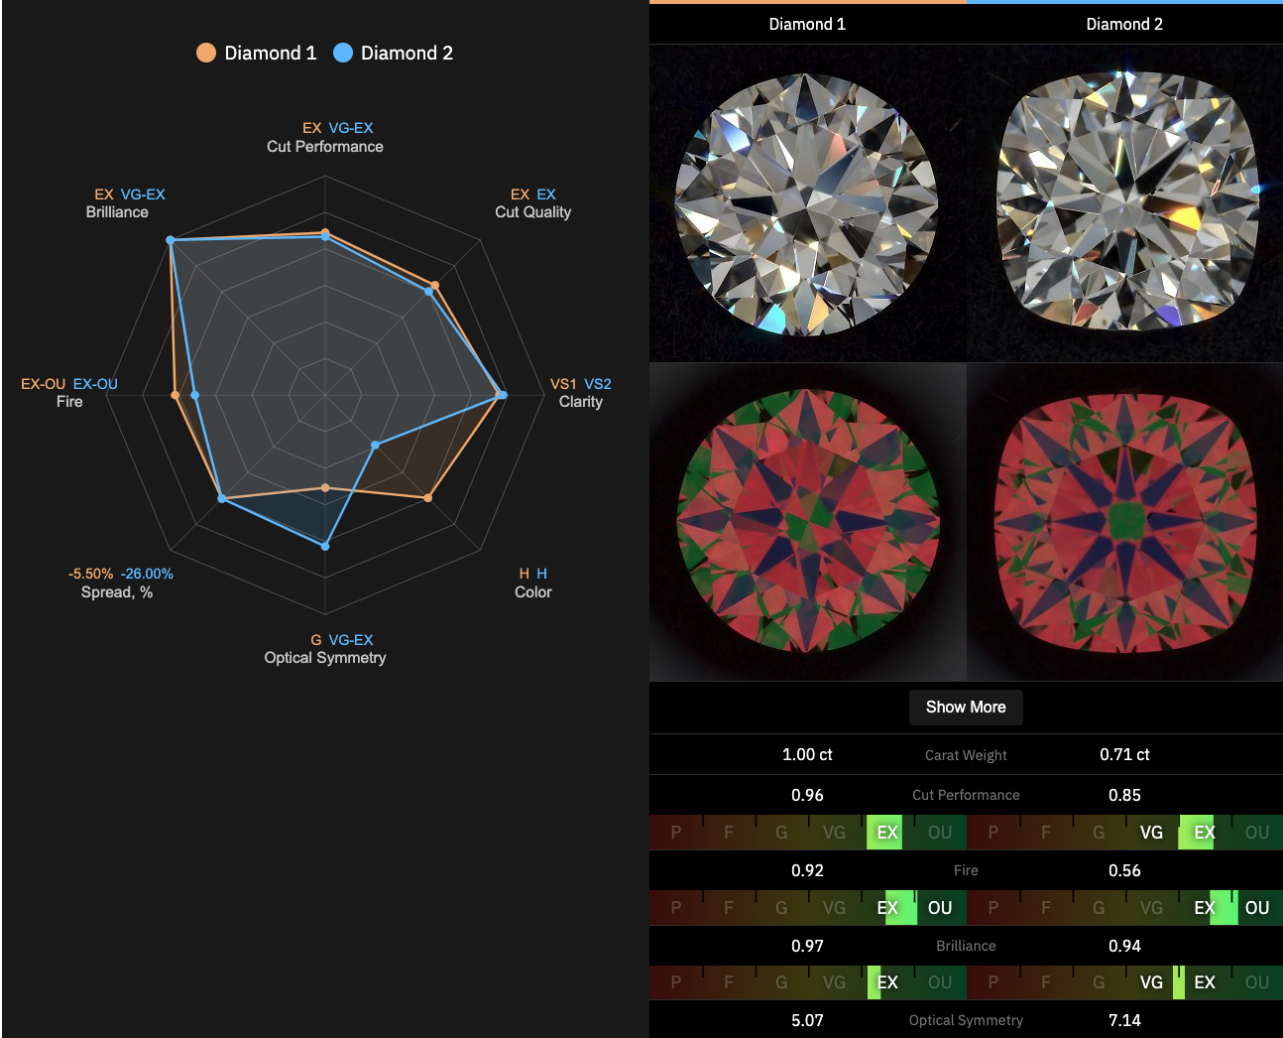 Diamond 1 Diamond 2
EX VG-EX
Cut Performance
EX VG-EX
Brilliance
EX EX
Cut Quality
EX-OU EX-OU
Fire
VS1 VS2
Clarity
-5.50% -26.00%
Spread, %
H H
Color
G VG-EX
Optical Symmetry
Diamond 1 Diamond 2
Show More
1.00 ct Carat Weight 0.71 ct
0.96 Cut Performance 0.85
P F G VG EX OU P F G VG EX OU
0.92 Fire 0.56
P F G VG EX OU P F G VG EX OU
0.97 Brilliance 0.94
P F G VG EX OU P F G VG EX OU
5.07 Optical Symmetry 7.14